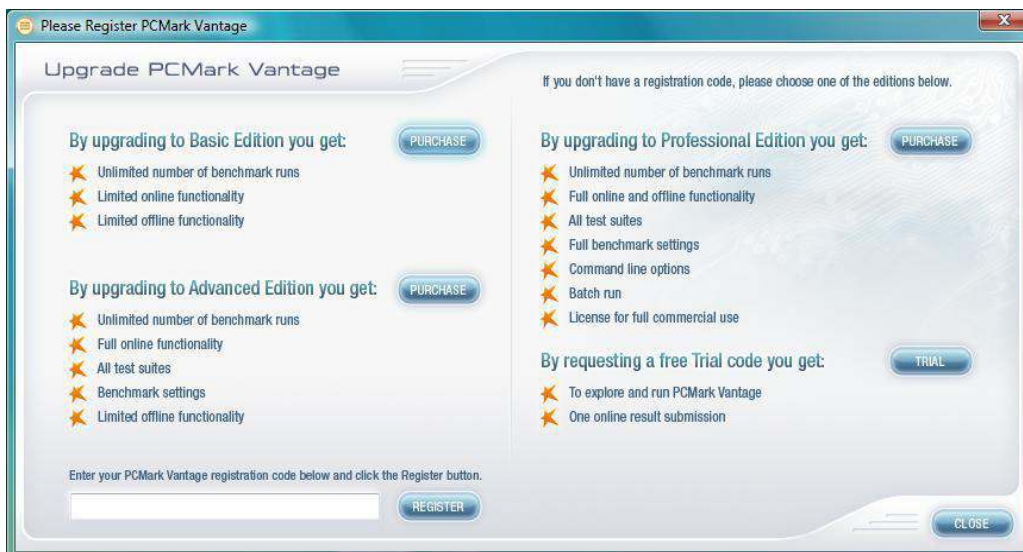 Please Register PCMark Vantage
Upgrade PCMark Vantage
If you don't have a registration code, please choose one of the editions below.
By upgrading to Basic Edition you get:
PURCHASE
Unlimited number of benchmark runs
Limited online functionality
Limited offline functionality
By upgrading to Advanced Edition you get:
PURCHASE
Unlimited number of benchmark runs
Full online functionality
All test suites
Benchmark settings
Limited offline functionality
Enter your PCMark Vantage registration code below and click the Register button.
REGISTER
By upgrading to Professional Edition you get:
PURCHASE
Unlimited number of benchmark runs
Full online and offline functionality
All test suites
Full benchmark settings
Command line options
Batch run
License for full commercial use
By requesting a free Trial code you get:
TRIAL
To explore and run PCMark Vantage
One online result submission
CLOSE